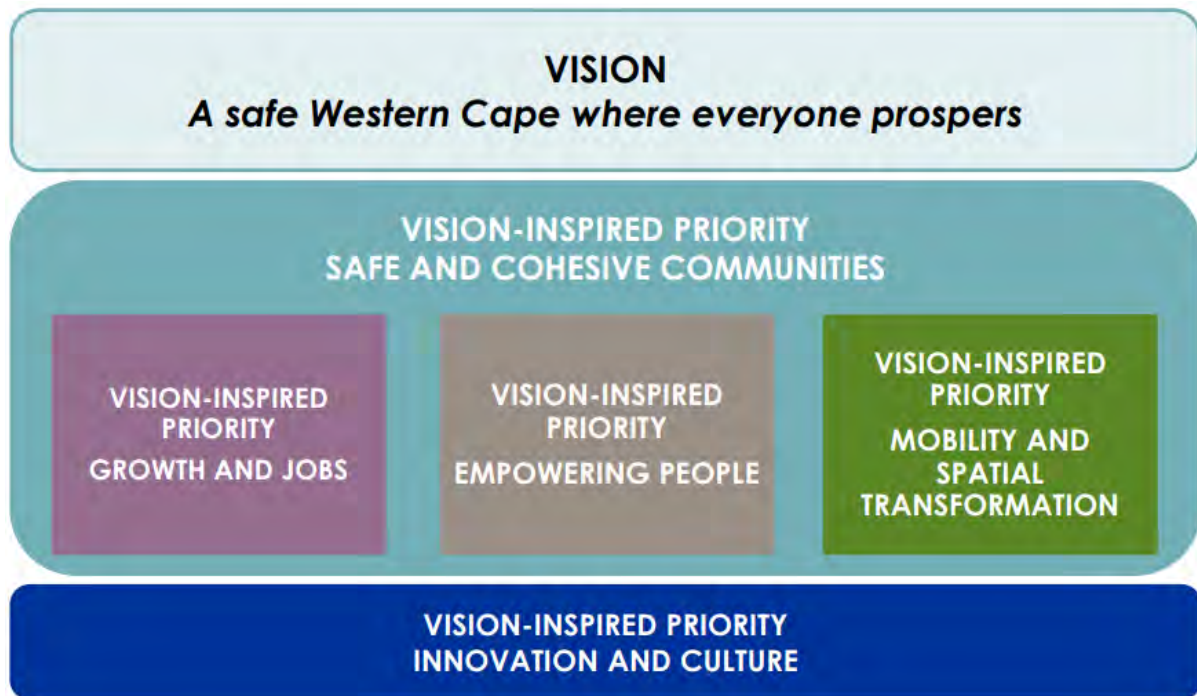 VISION
A safe Western Cape where everyone prospers
VISION-INSPIRED PRIORITY
SAFE AND COHESIVE COMMUNITIES
VISION-INSPIRED
PRIORITY
GROWTH AND JOBS
VISION-INSPIRED
PRIORITY
EMPOWERING PEOPLE
VISION-INSPIRED
PRIORITY
MOBILITY AND
SPATIAL
TRANSFORMATION
VISION-INSPIRED PRIORITY
INNOVATION AND CULTURE